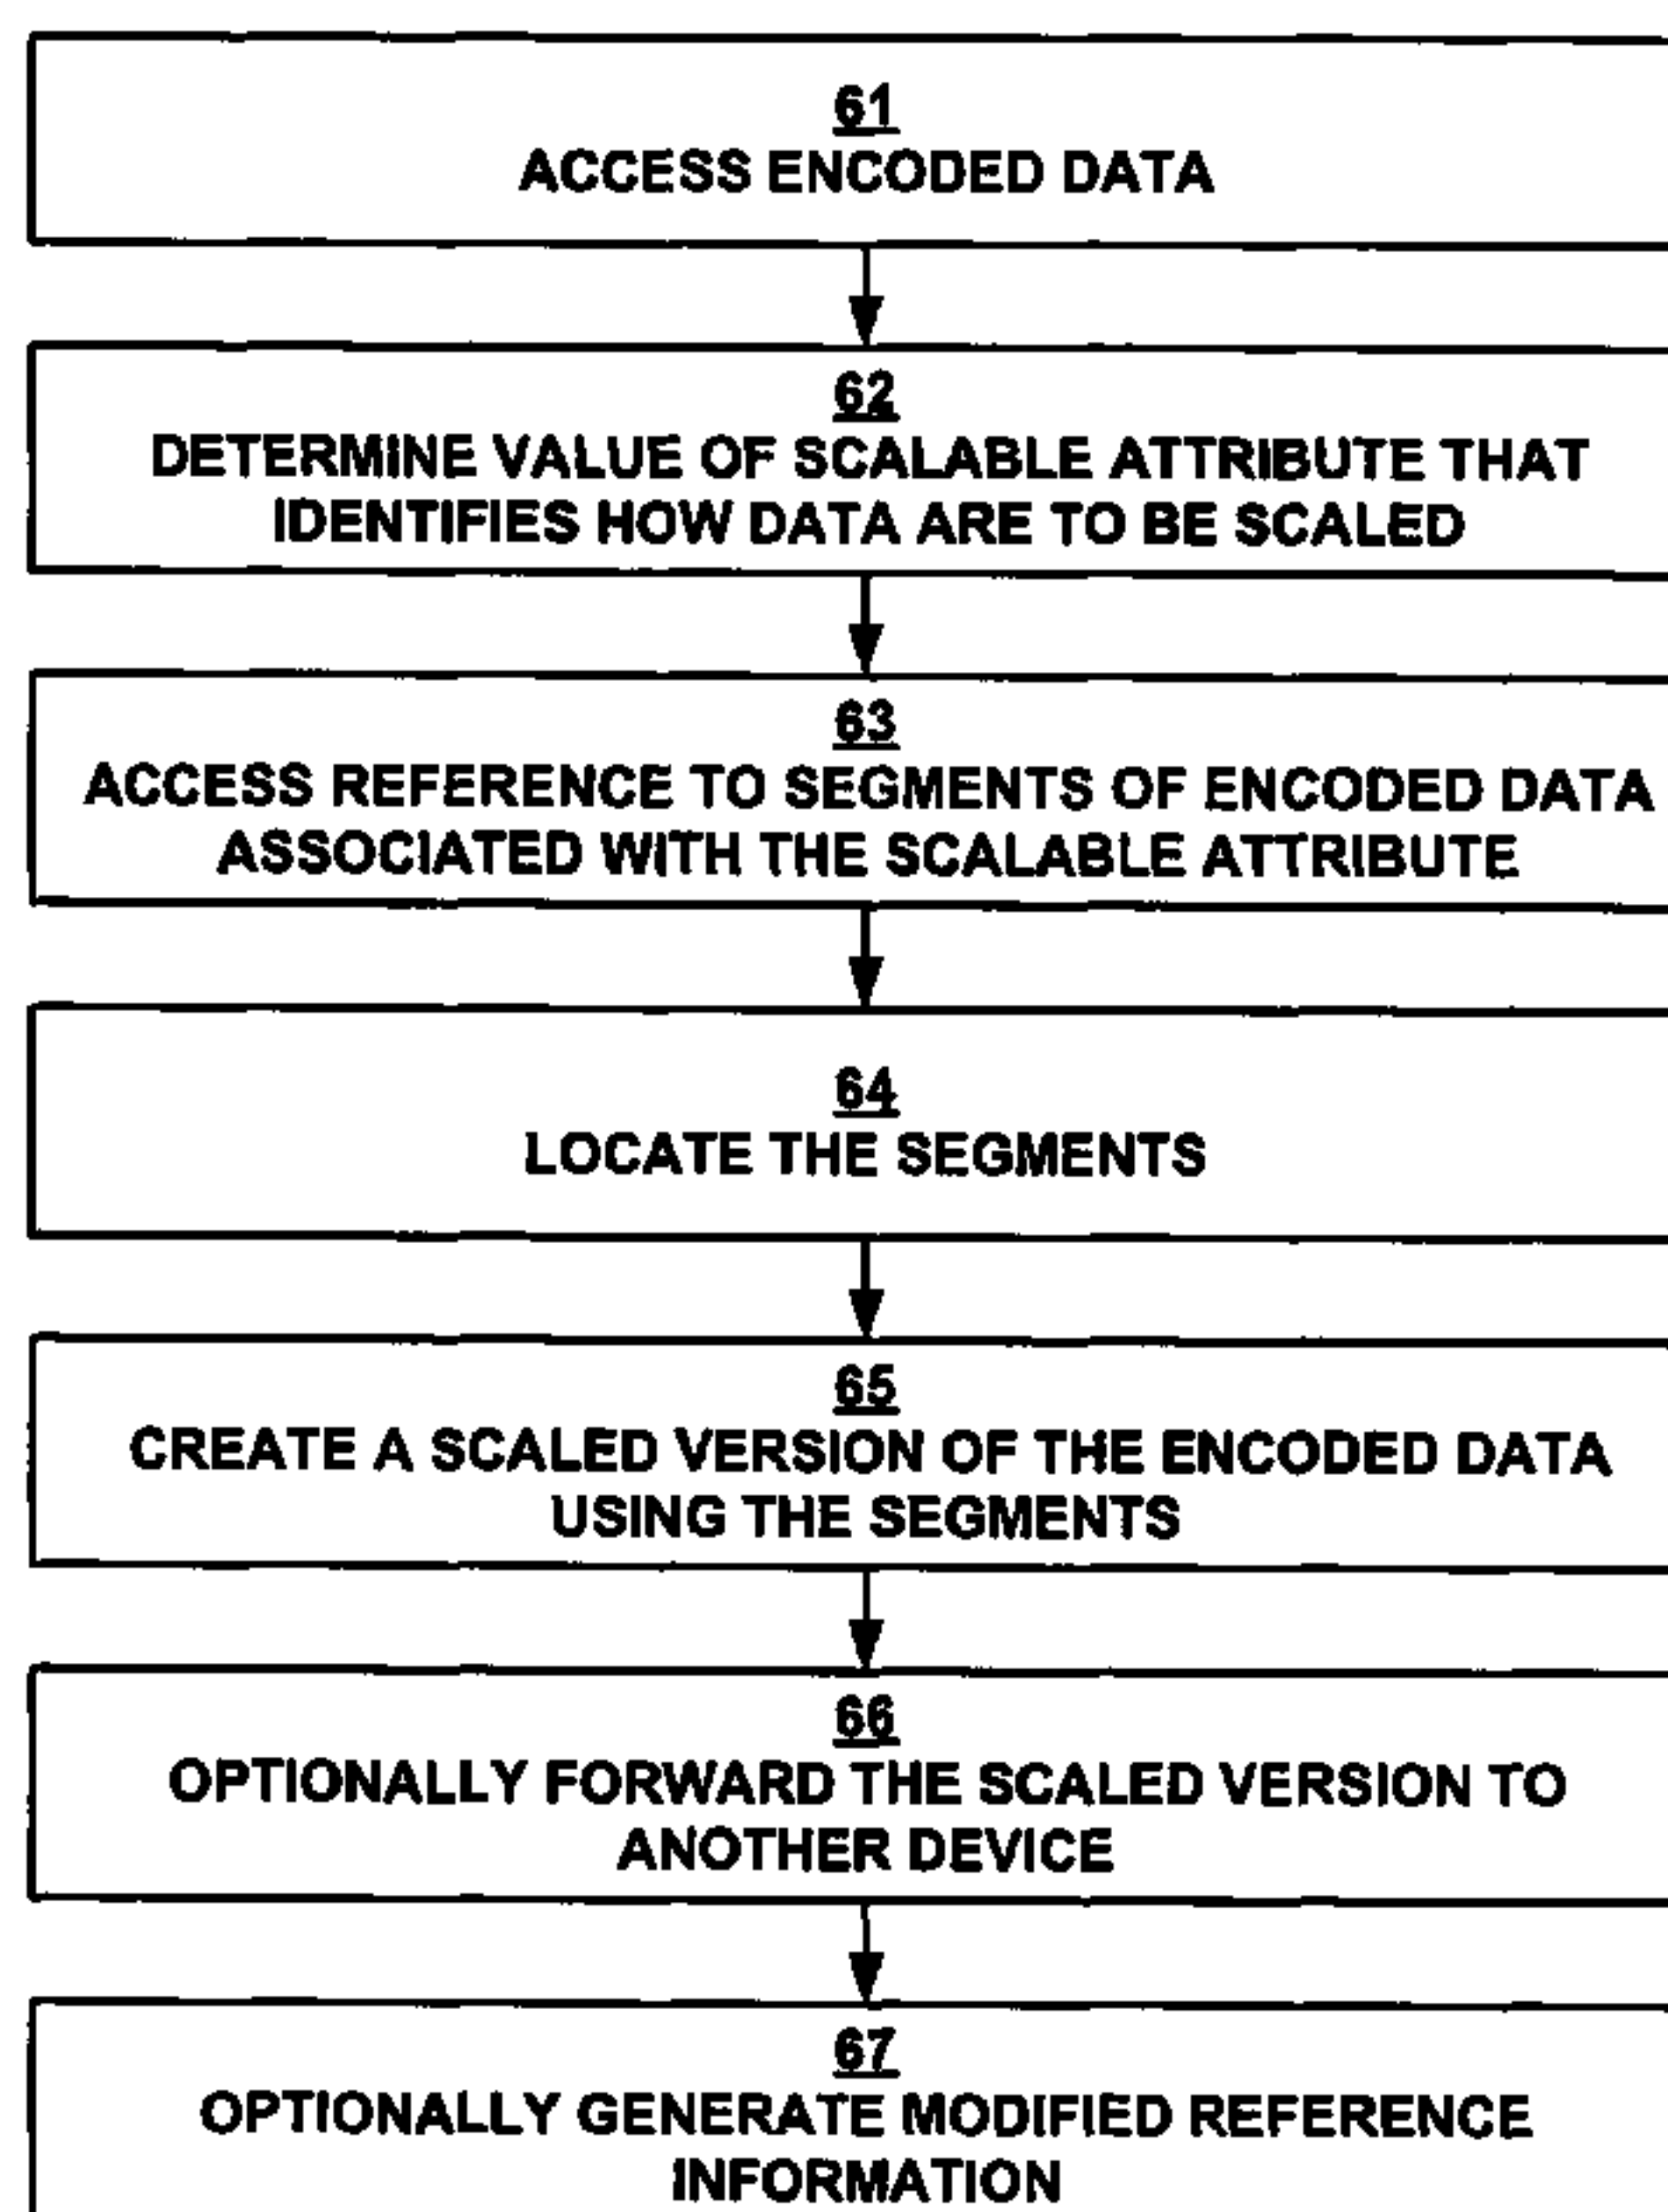 61
ACCESS ENCODED DATA
62
DETERMINE VALUE OF SCALABLE ATTRIBUTE THAT
IDENTIFIES HOW DATA ARE TO BE SCALED
63
ACCESS REFERENCE TO SEGMENTS OF ENCODED DATA
ASSOCIATED WITH THE SCALABLE ATTRIBUTE
64
LOCATE THE SEGMENTS
65
CREATE A SCALED VERSION OF THE ENCODED DATA
USING THE SEGMENTS
66
OPTIONALLY FORWARD THE SCALED VERSION TO
ANOTHER DEVICE
67
OPTIONALLY GENERATE MODIFIED REFERENCE
INFORMATION